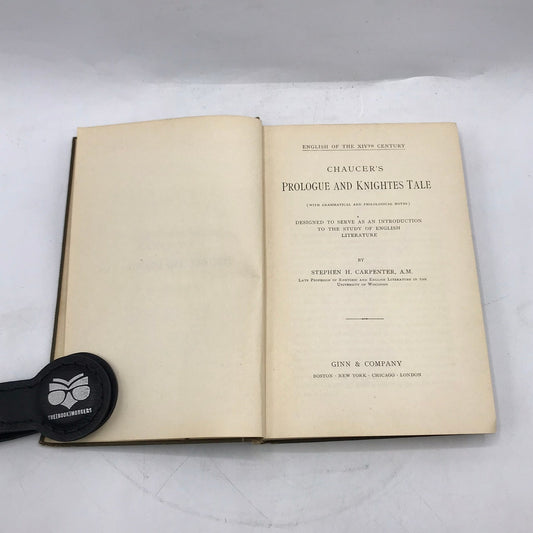 ENGLISH OF THE XIVTH CENTURY
CHAUCER'S
PROLOGUE AND KNIGHTES TALE
(WITH GRAMMATICAL AND PHILOLOGICAL NOTES)
DESIGNED TO SERVE AS AN INTRODUCTION
TO THE STUDY OF ENGLISH
LITERATURE
BY
STEPHEN H. CARPENTER, A.M.
LATE PROFESSOR OF RHETORIC AND ENGLISH LITERATURE IN THE
UNIVERSITY OF WISCONSIN
GINN & COMPANY
BOSTON · NEW YORK · CHICAGO · LONDON